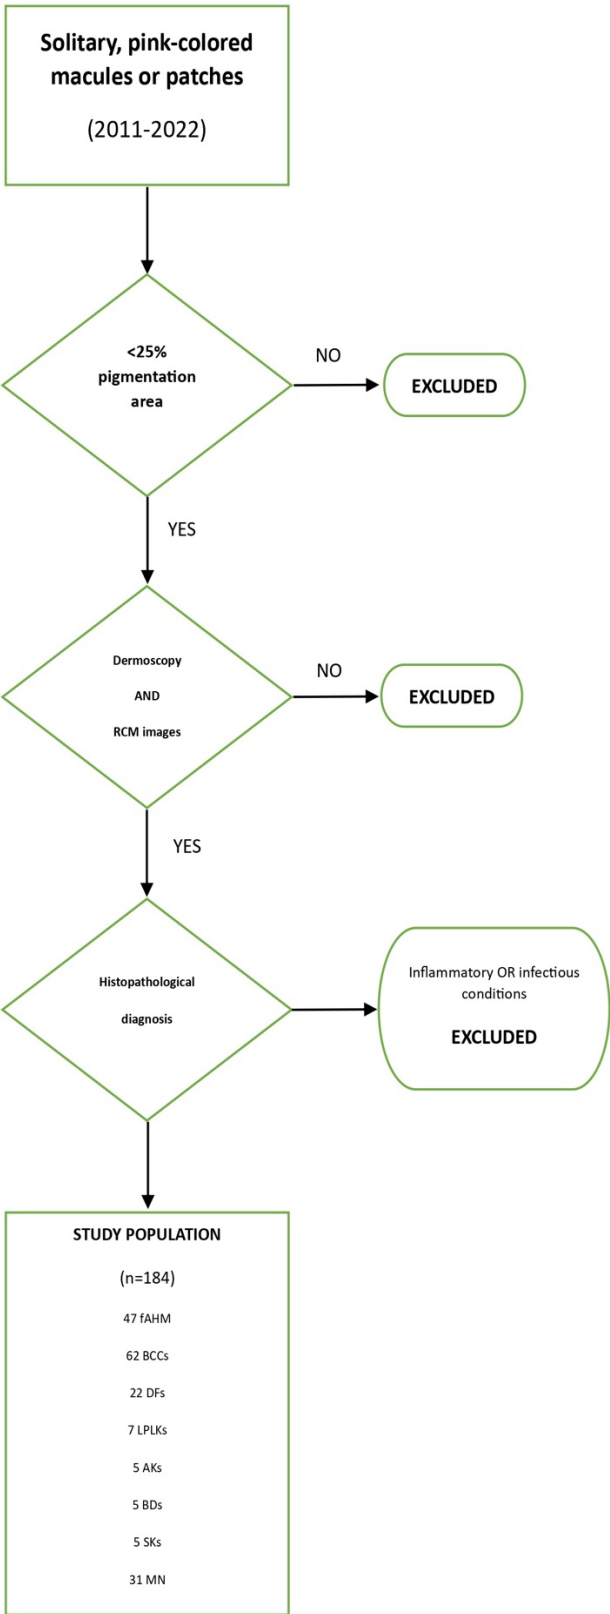 Solitary, pink-colored
macules or patches
(2011-2022)
<25%
pigmentation
area
NO
EXCLUDED
YES
Dermoscopy
AND
RCM images
NO
EXCLUDED
YES
Histopathological
diagnosis
Inflammatory OR infectious
conditions
EXCLUDED
STUDY POPULATION
(n=184)
47 fAHM
62 BCCs
22 DFs
7 LPLKs
5 AKs
5 BDs
5 SKs
31 MN